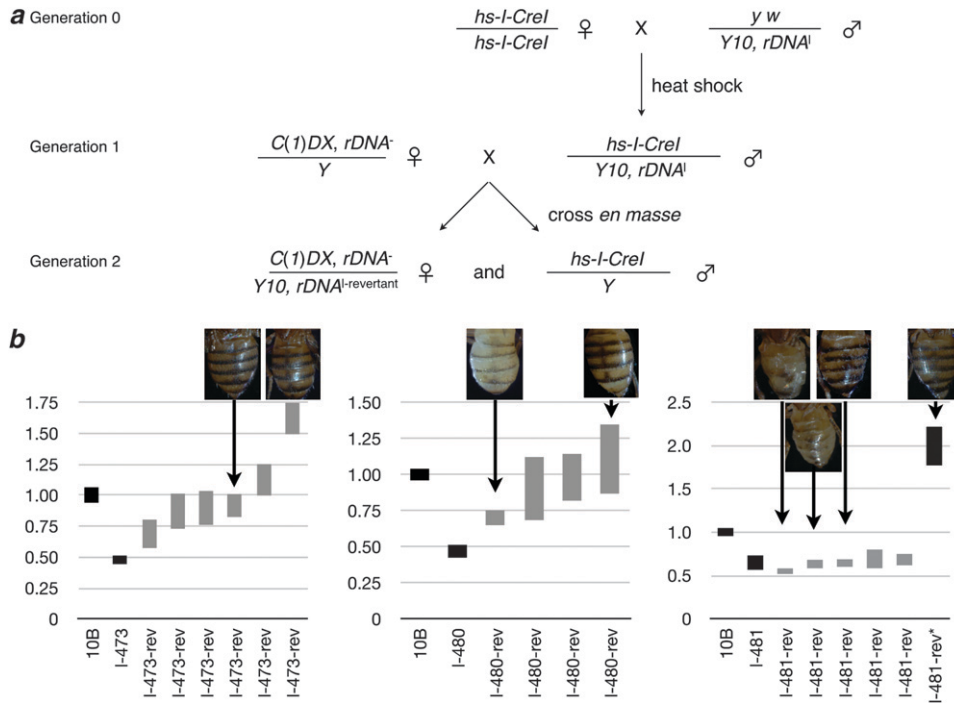 a
Generation 0
hs-I-CreI
hs-I-CreI
♀
X
y w
Y10, rDNAᴵ
♂
heat shock
Generation 1
C(1)DX, rDNA⁻
Y
♀
X
hs-I-CreI
Y10, rDNAᴵ
♂
cross en masse
Generation 2
C(1)DX, rDNA⁻
Y10, rDNAˡ⁻ʳᵉᵛᵉʳᵗᵃⁿᵗ
♀
and
hs-I-CreI
Y
♂
b
1.75
1.50
1.25
1.00
0.75
0.50
0.25
0
10B
I-473
I-473-rev
I-473-rev
I-473-rev
I-473-rev
I-473-rev
I-473-rev
1.50
1.25
1.00
0.75
0.50
0.25
0
10B
I-480
I-480-rev
I-480-rev
I-480-rev
I-480-rev
2.5
2.0
1.5
1.0
0.5
0
10B
I-481
I-481-rev
I-481-rev
I-481-rev
I-481-rev
I-481-rev
I-481-rev*